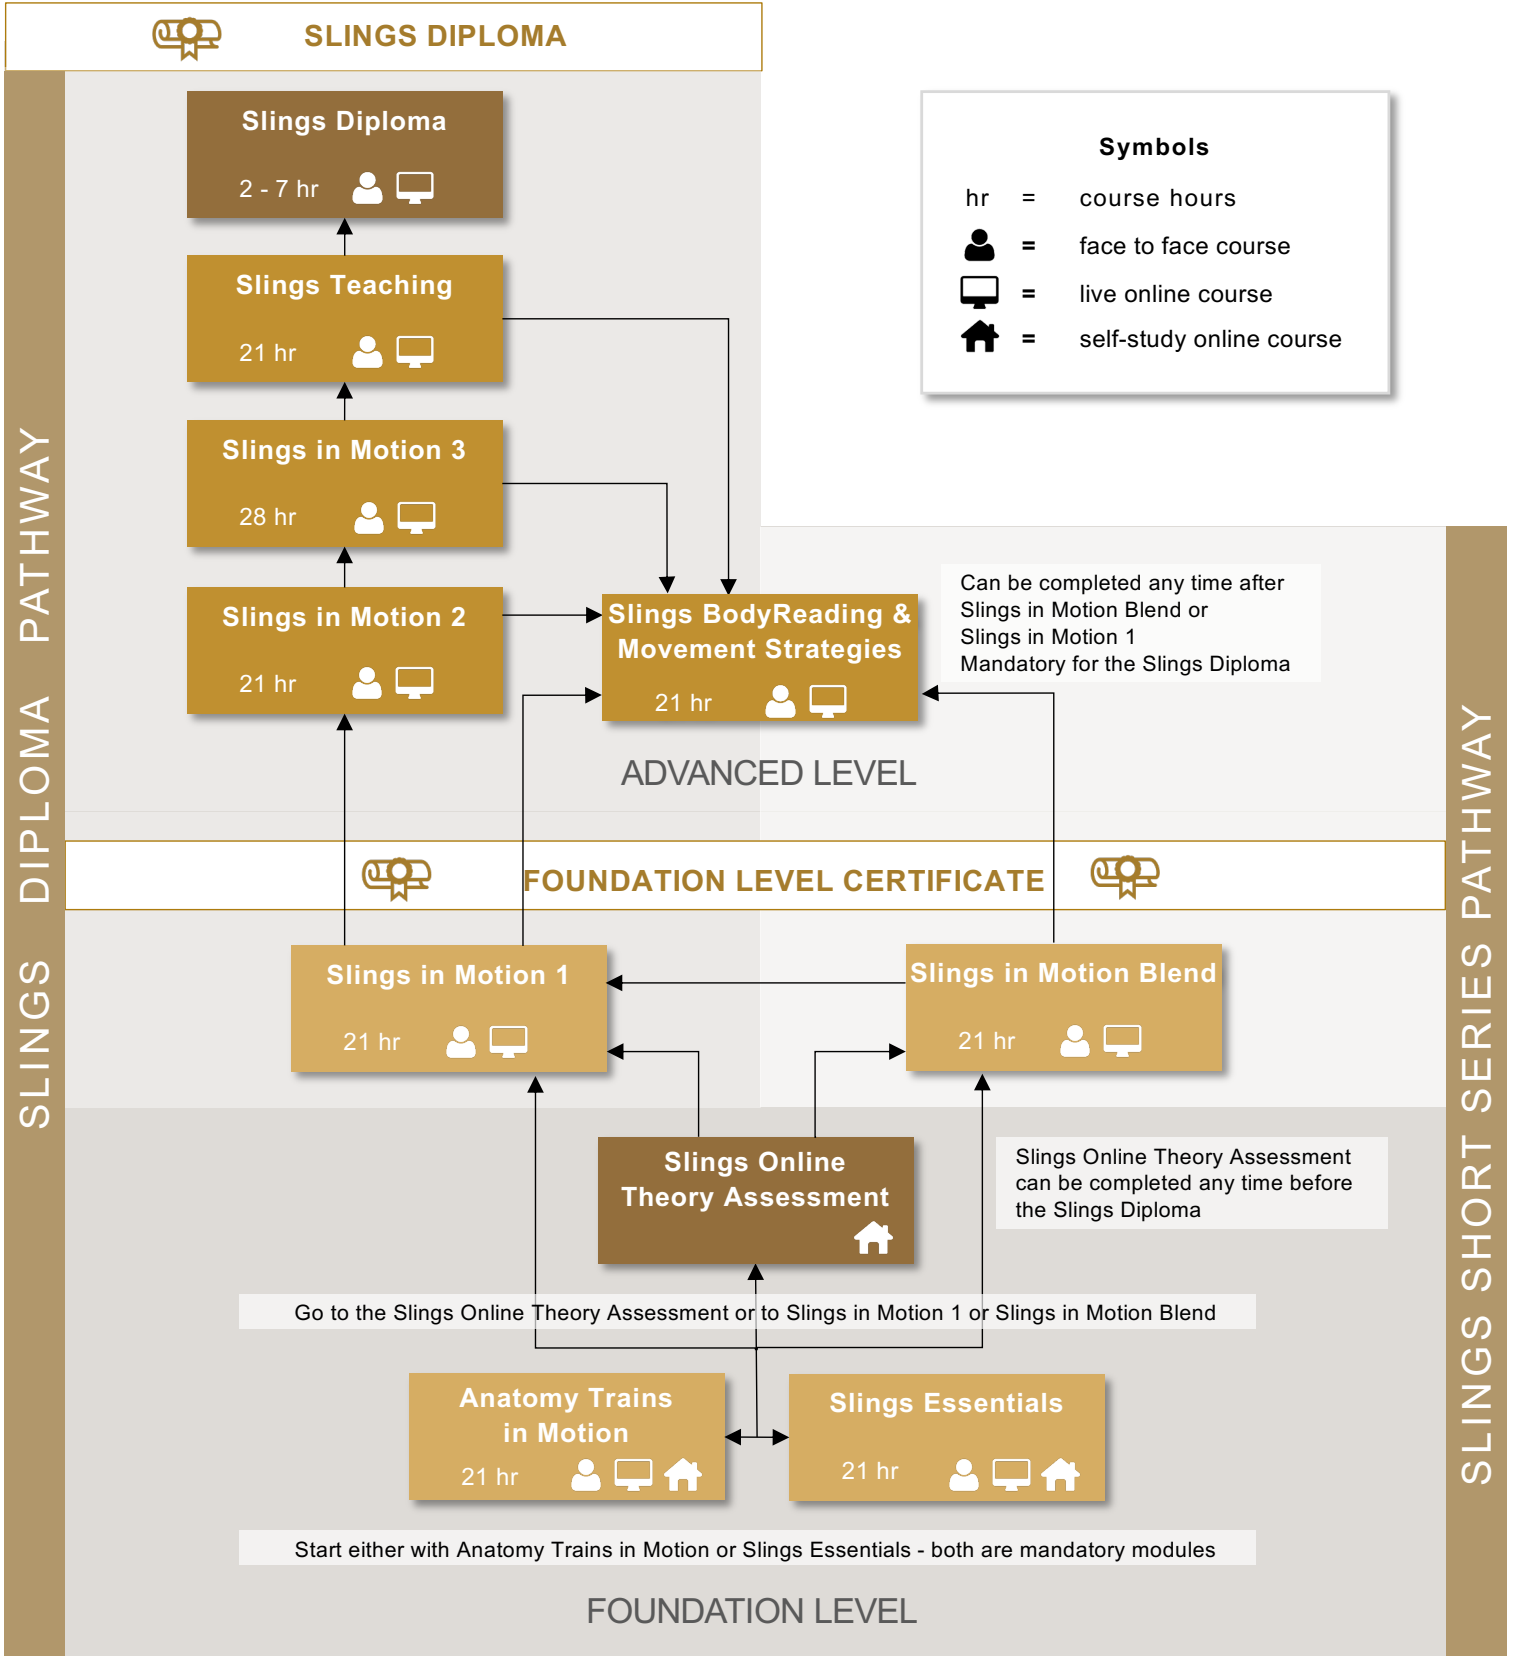 SLINGS DIPLOMA
Slings Diploma
2 - 7 hr
Symbols
hr = course hours
= face to face course
= live online course
= self-study online course
Slings Teaching
21 hr
Slings in Motion 3
28 hr
Slings in Motion 2
21 hr
Slings BodyReading &
Movement Strategies
21 hr
Can be completed any time after
Slings in Motion Blend or
Slings in Motion 1
Mandatory for the Slings Diploma
ADVANCED LEVEL
SLINGS DIPLOMA PATHWAY
SLINGS SHORT SERIES PATHWAY
FOUNDATION LEVEL CERTIFICATE
Slings in Motion 1
21 hr
Slings in Motion Blend
21 hr
Slings Online
Theory Assessment
Slings Online Theory Assessment
can be completed any time before
the Slings Diploma
Go to the Slings Online Theory Assessment or to Slings in Motion 1 or Slings in Motion Blend
Anatomy Trains
in Motion
21 hr
Slings Essentials
21 hr
Start either with Anatomy Trains in Motion or Slings Essentials - both are mandatory modules
FOUNDATION LEVEL